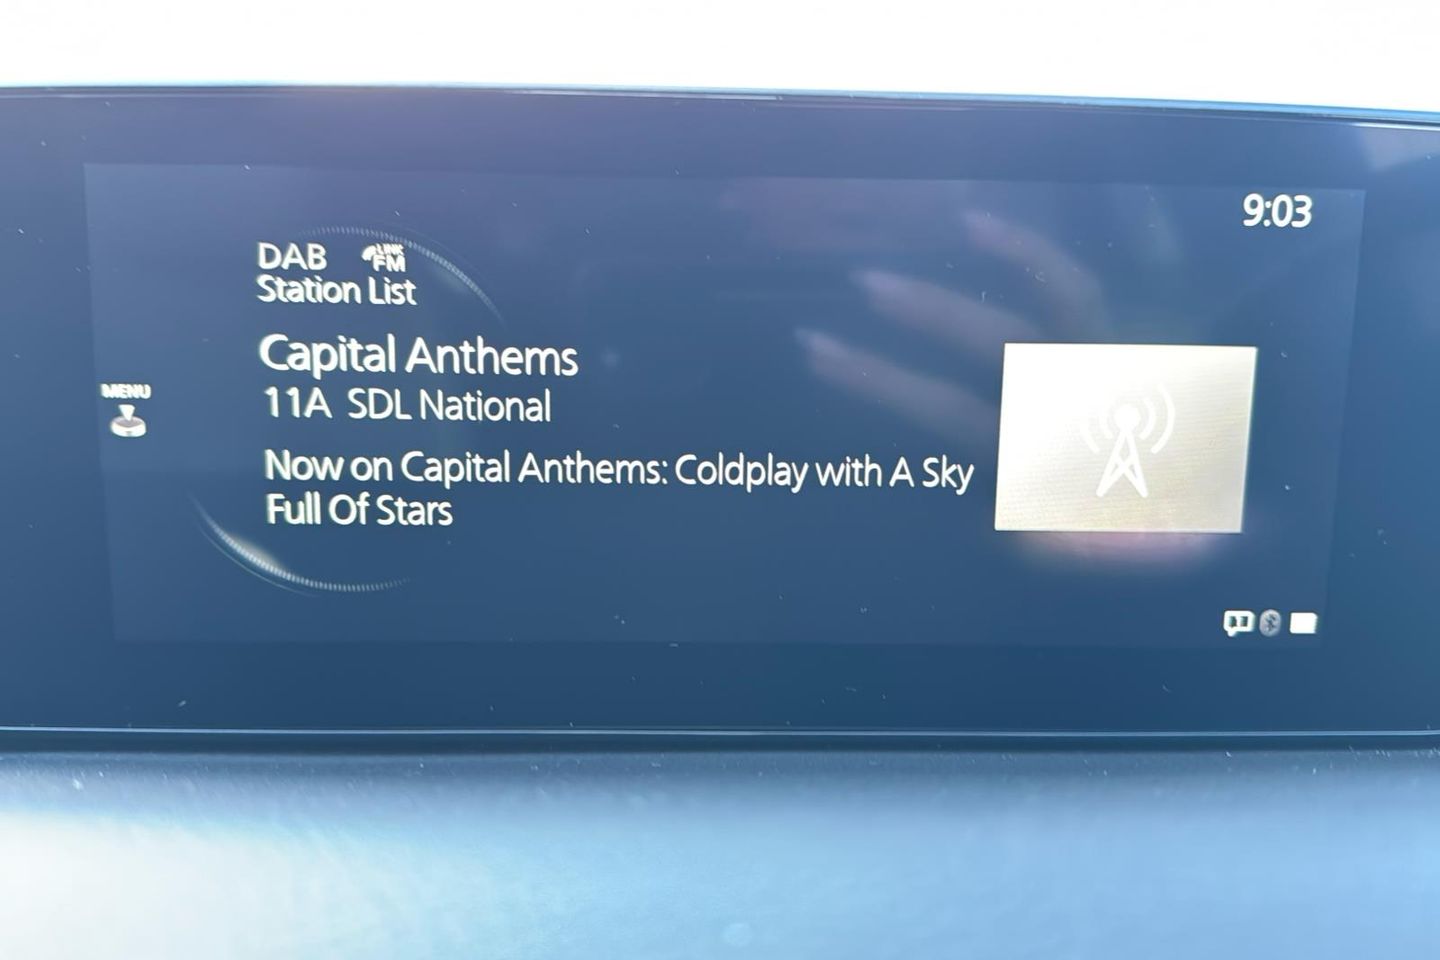 9:03
DAB LINK FM
Station List
Capital Anthems
MENU
11A SDL National
Now on Capital Anthems: Coldplay with A Sky
Full Of Stars